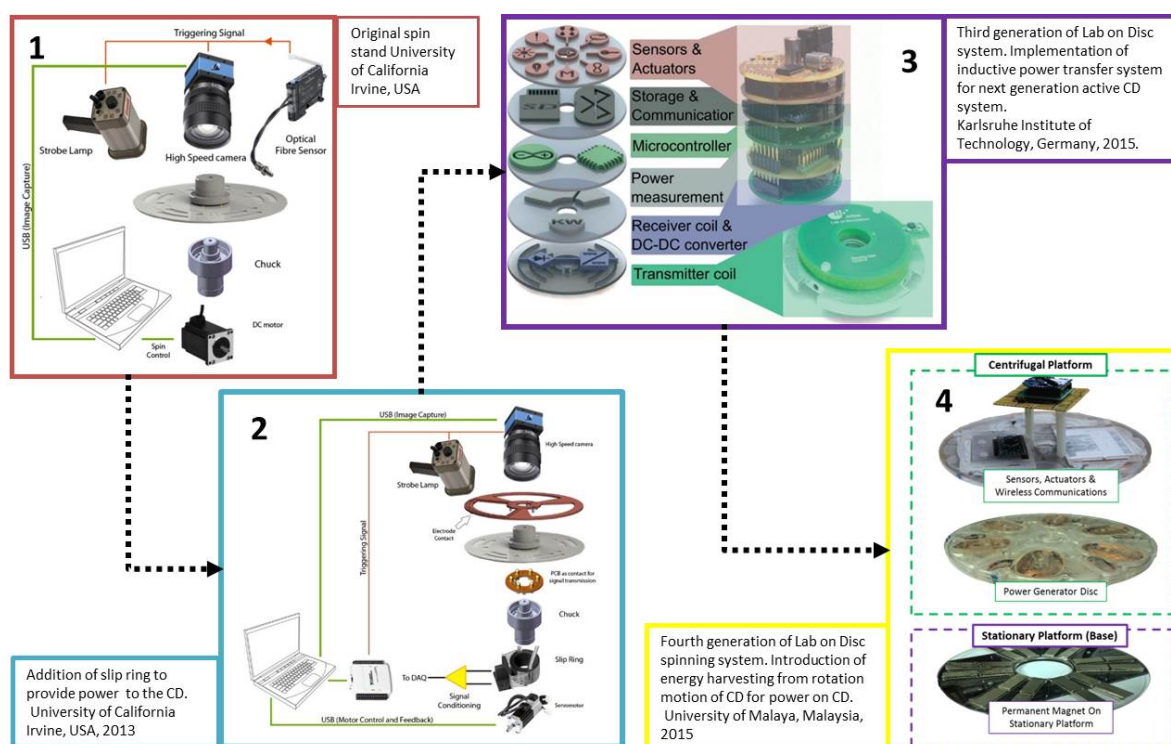 1
Triggering Signal
Strobe Lamp
High Speed camera
Optical
Fibre Sensor
USB (Image Capture)
Chuck
DC motor
Spin
Control
Original spin
stand University
of California
Irvine, USA
2
USB (Image Capture)
High Speed camera
Strobe Lamp
Triggering Signal
Electrode
Contact
PCB as contact for
signal transmission
Chuck
Slip Ring
To DAQ
Signal
Conditioning
USB (Motor Control and Feedback)
Servomotor
Addition of slip ring to
provide power to the CD.
University of California
Irvine, USA, 2013
3
Sensors &
Actuators
SD
Storage &
Communication
Microcontroller
Power
measurement
KW
Receiver coil &
DC-DC converter
Transmitter coil
Third generation of Lab on Disc
system. Implementation of
inductive power transfer system
for next generation active CD
system.
Karlsruhe Institute of
Technology, Germany, 2015.
4
Centrifugal Platform
Sensors, Actuators &
Wireless Communications
Power Generator Disc
Stationary Platform (Base)
Permanent Magnet On
Stationary Platform
Fourth generation of Lab on Disc
spinning system. Introduction of
energy harvesting from rotation
motion of CD for power on CD.
University of Malaya, Malaysia,
2015